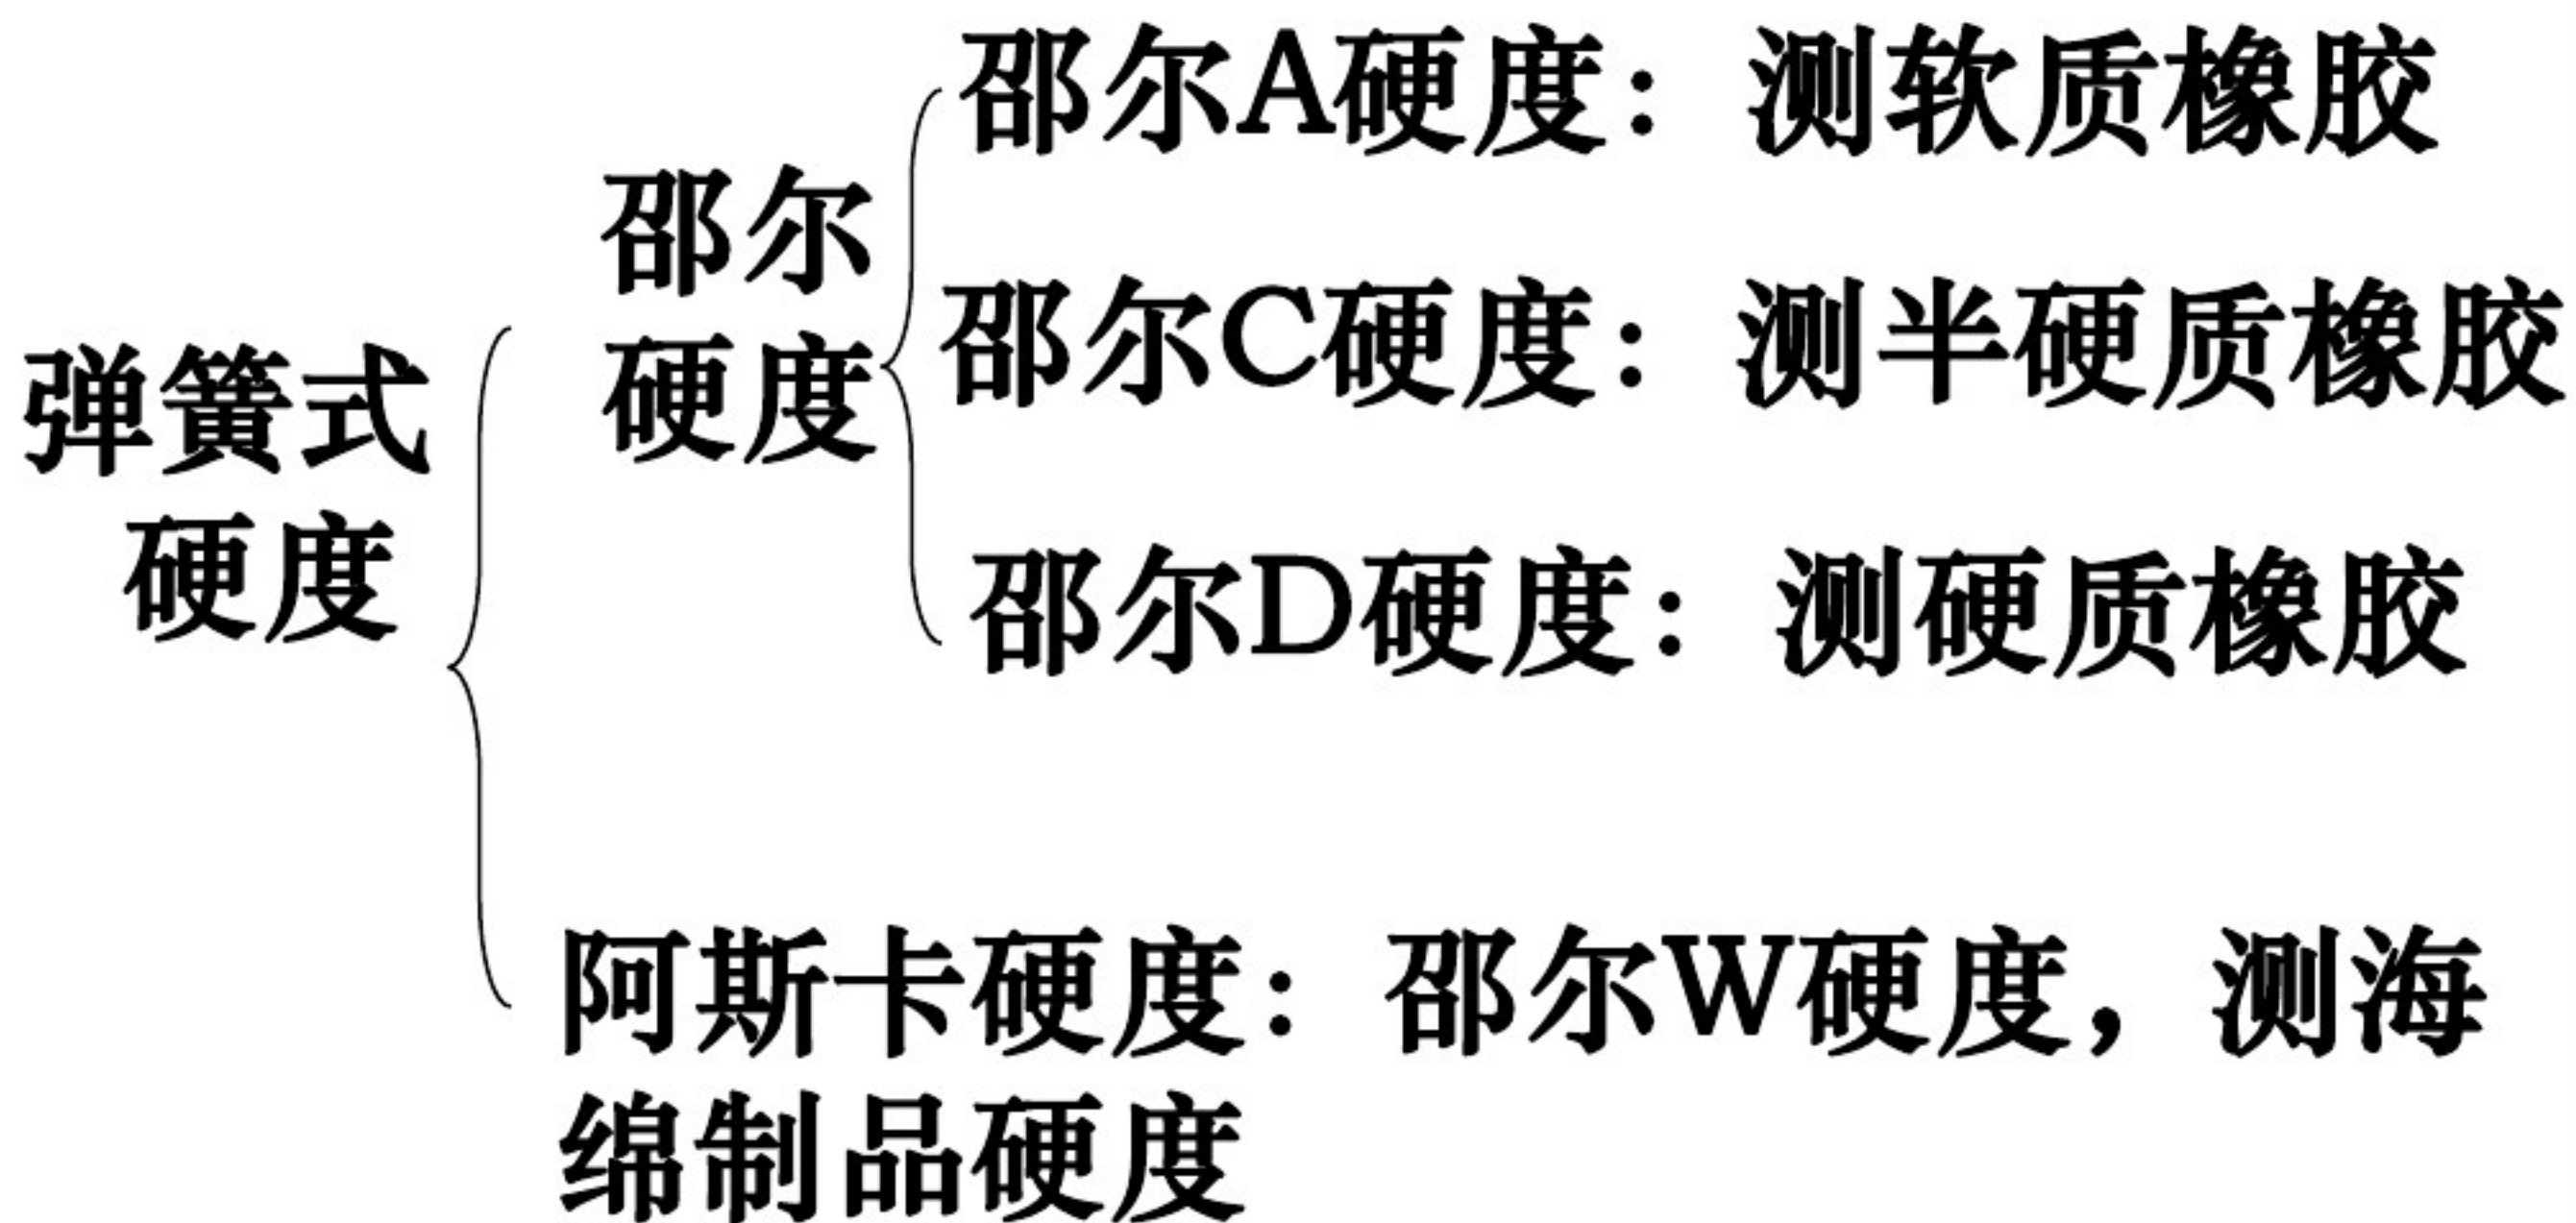 弹簧式
硬度
邵尔
硬度
邵尔A硬度：测软质橡胶
邵尔C硬度：测半硬质橡胶
邵尔D硬度：测硬质橡胶
阿斯卡硬度：邵尔W硬度，测海
绵制品硬度